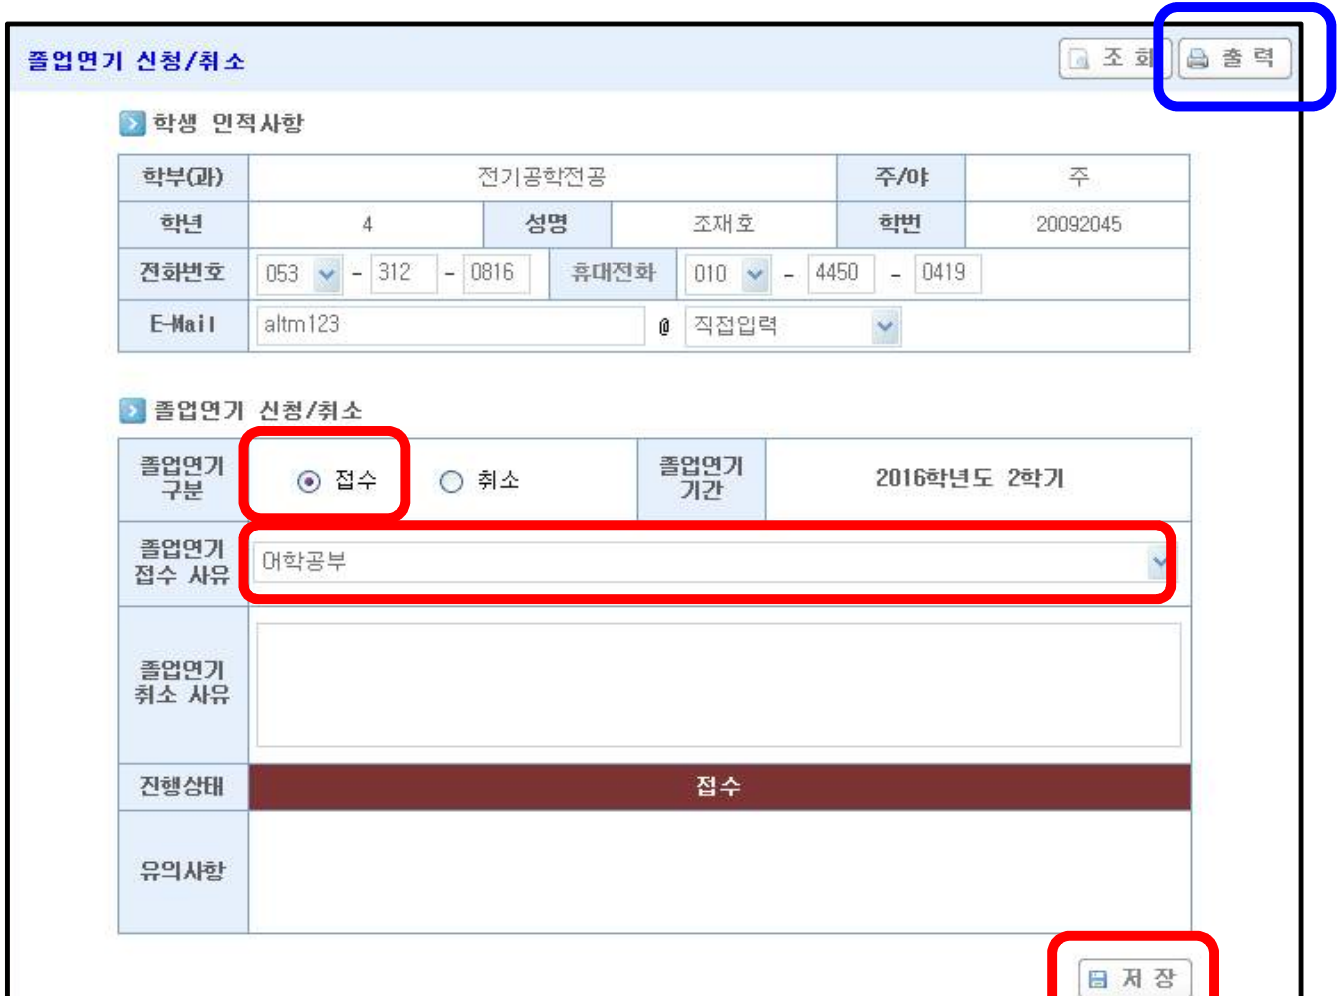 졸업연기 신청/취소 조 회 출 력
학생 인적사항
학부(과) 전기공학전공 주/야 주
학년 4 성명 조재호 학번 20092045
전화번호 053 - 312 - 0816 휴대전화 010 - 4450 - 0419
E-Mail altm123 @ 직접입력
졸업연기 신청/취소
졸업연기
구분 접수 취소 졸업연기
기간 2016학년도 2학기
졸업연기
접수 사유 어학공부
졸업연기
취소 사유
진행상태 접수
유의사항
저 장